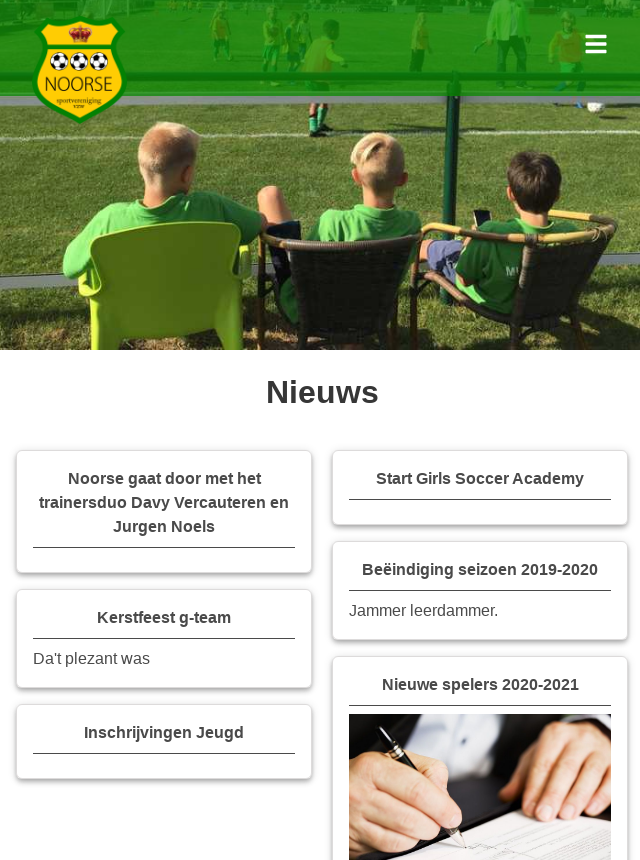 NOORSE
sportvereniging
vzw
Nieuws
Noorse gaat door met het
trainersduo Davy Vercauteren en
Jurgen Noels
Kerstfeest g-team
Da't plezant was
Inschrijvingen Jeugd
Start Girls Soccer Academy
Beëindiging seizoen 2019-2020
Jammer leerdammer.
Nieuwe spelers 2020-2021